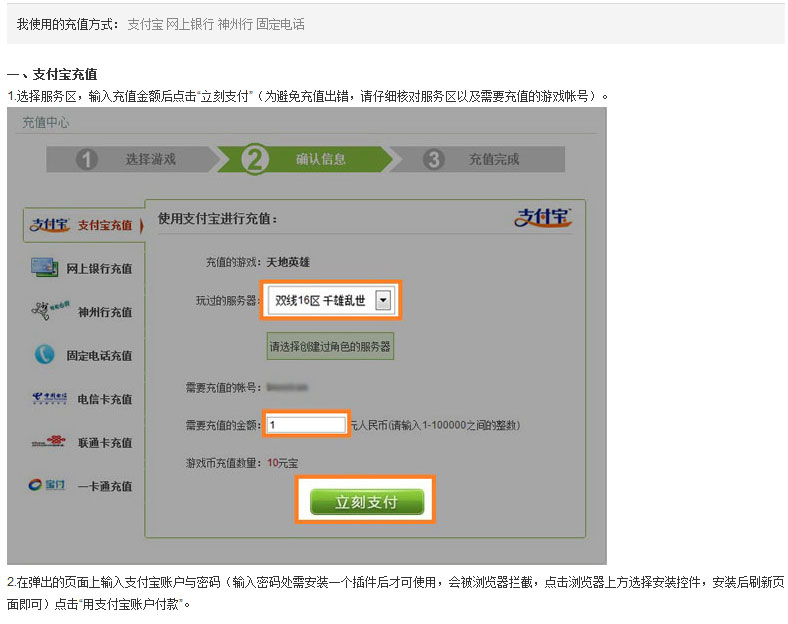 我使用的充值方式： 支付宝 网上银行 神州行 固定电话
一、支付宝充值
1.选择服务区，输入充值金额后点击“立刻支付”（为避免充值出错，请仔细核对服务区以及需要充值的游戏帐号）。
充值中心
1 选择游戏 2 确认信息 3 充值完成
支付宝 支付宝充值
网上银行充值
神州行充值
固定电话充值
中国电信 电信卡充值
联通卡充值
宝付 一卡通充值
使用支付宝进行充值： 支付宝
充值的游戏：天地英雄
玩过的服务器：双线16区 千雄乱世
请选择创建过角色的服务器
需要充值的帐号：
需要充值的金额：1 元人民币(请输入1-100000之间的整数)
游戏币充值数量：10元宝
立刻支付
2.在弹出的页面上输入支付宝账户与密码（输入密码处需安装一个插件后才可使用，会被浏览器拦截，点击浏览器上方选择安装控件，安装后刷新页
面即可）点击“用支付宝账户付款”。